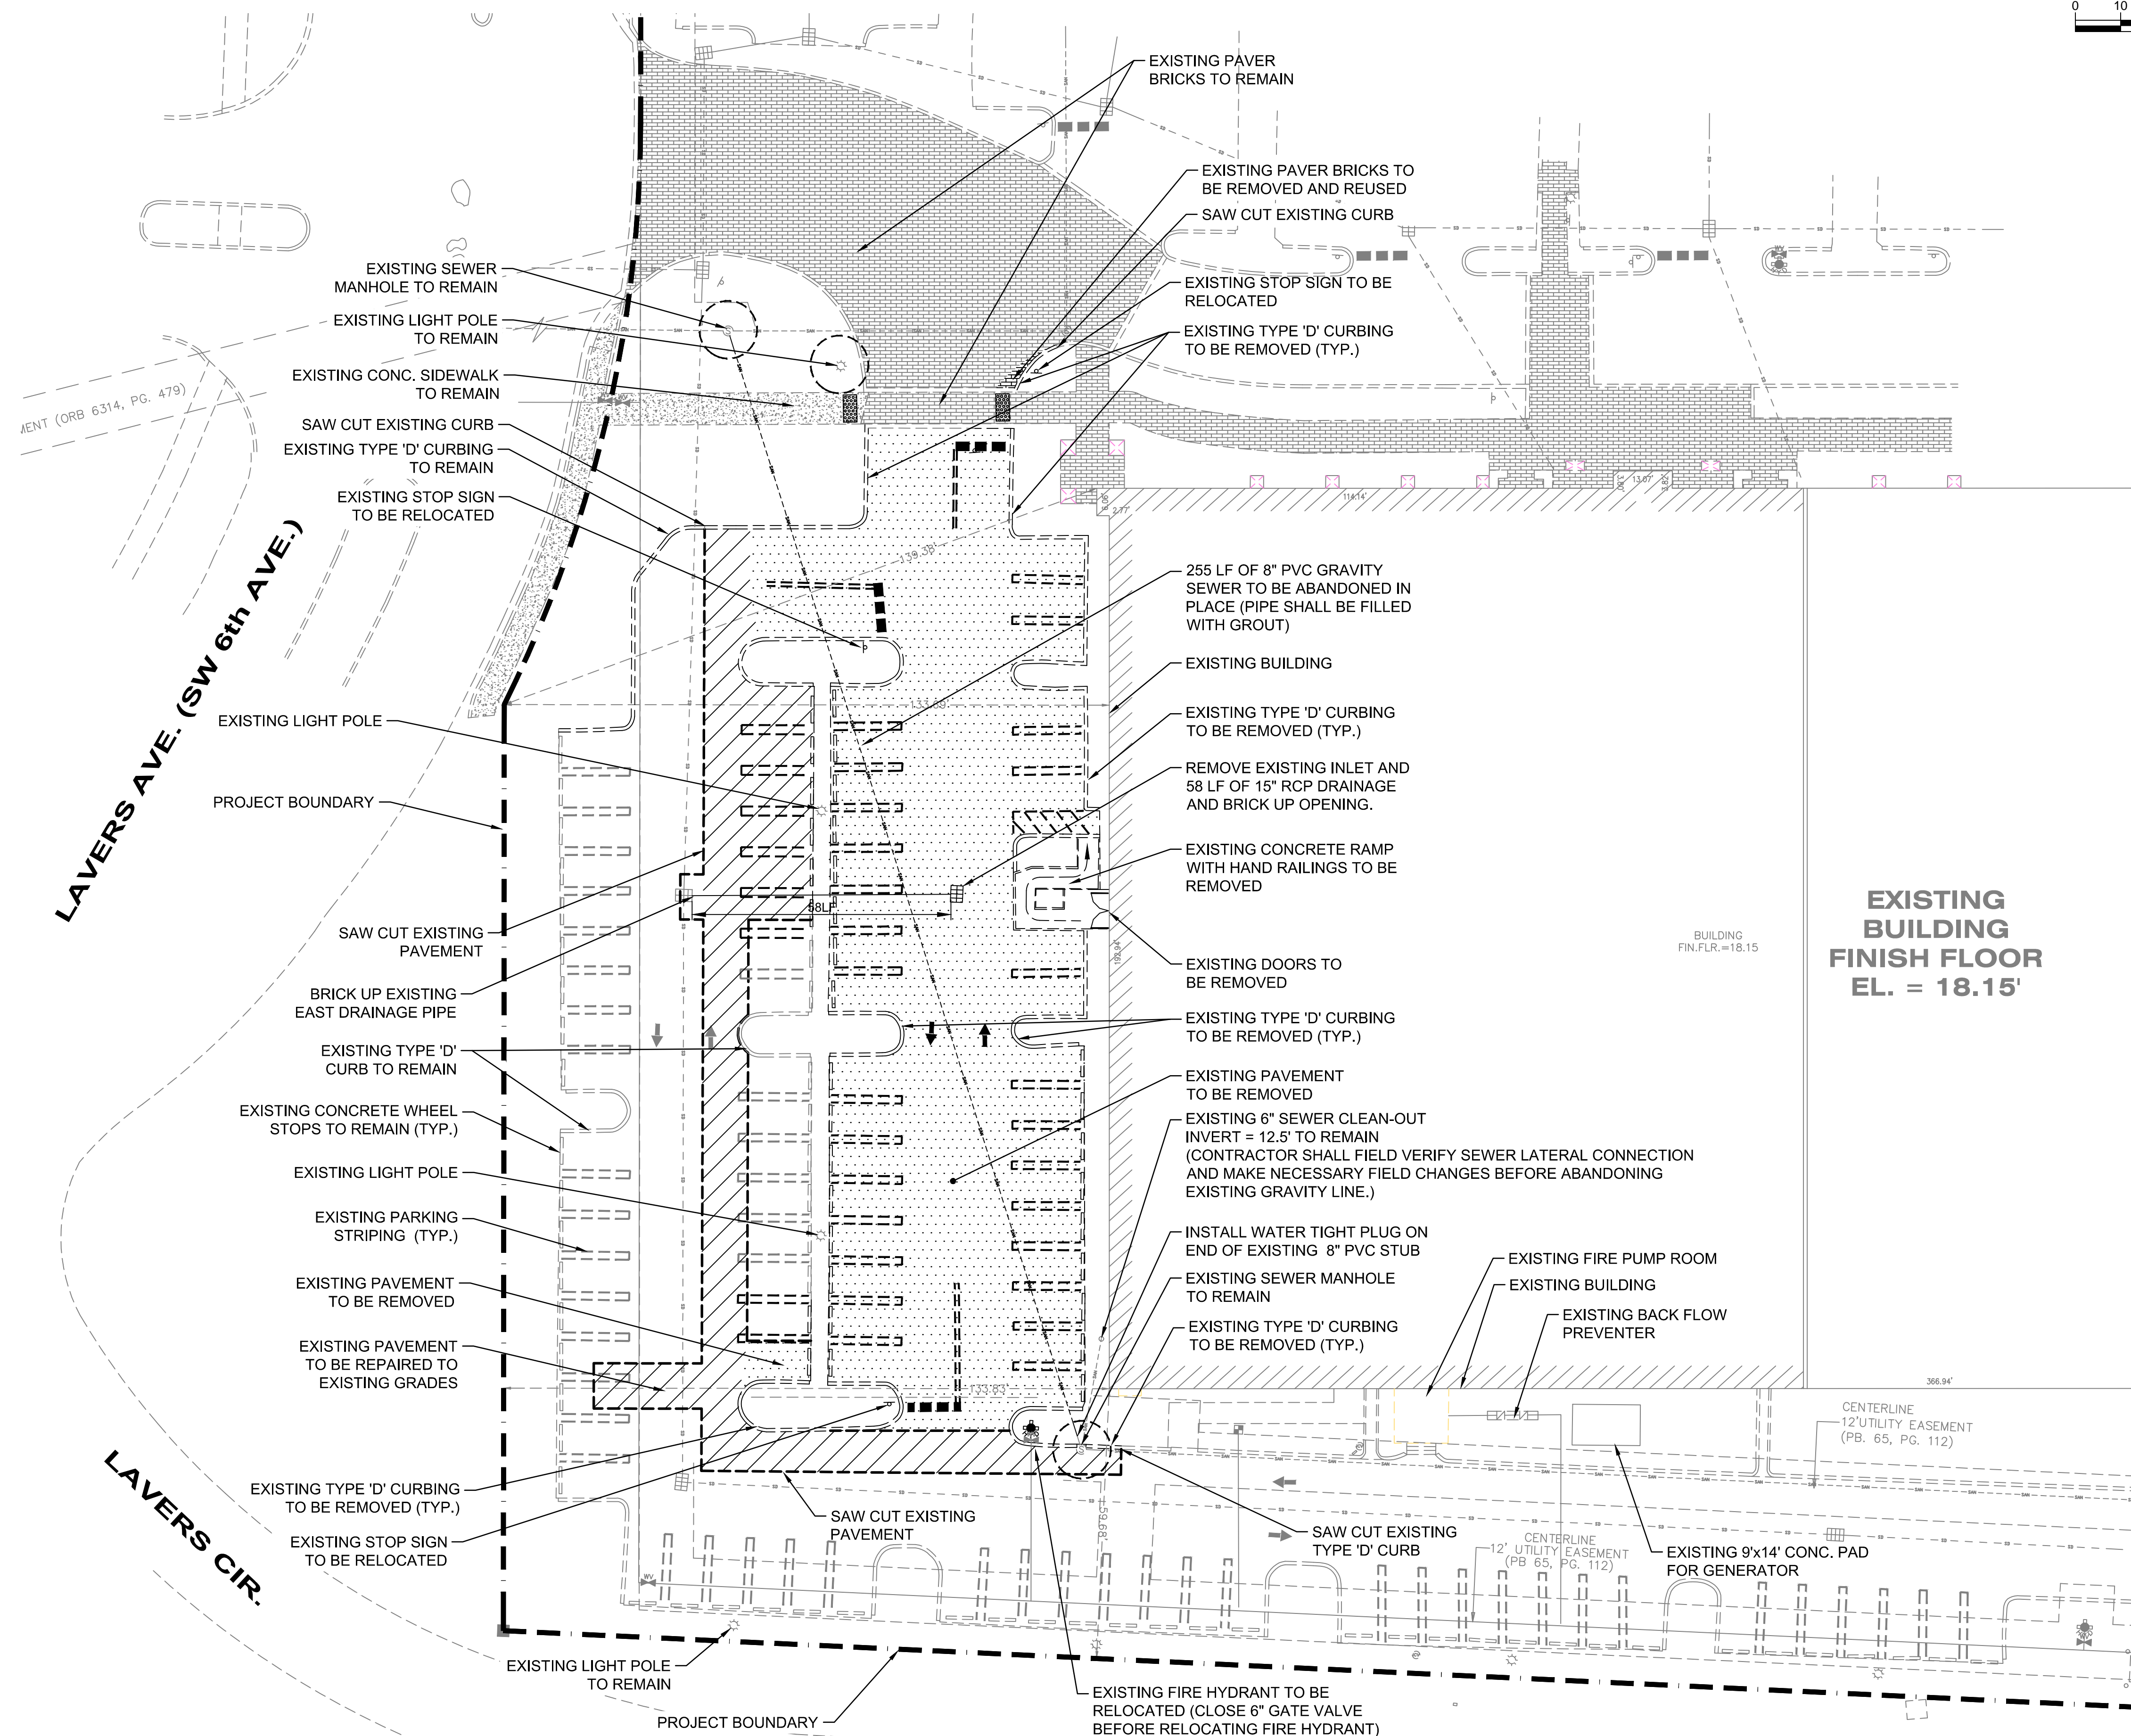 0 10
EXISTING PAVER
BRICKS TO REMAIN
EXISTING PAVER BRICKS TO
BE REMOVED AND REUSED
SAW CUT EXISTING CURB
EXISTING STOP SIGN TO BE
RELOCATED
EXISTING TYPE 'D' CURBING
TO BE REMOVED (TYP.)
EXISTING SEWER
MANHOLE TO REMAIN
EXISTING LIGHT POLE
TO REMAIN
EXISTING CONC. SIDEWALK
TO REMAIN
MENT (ORB 6314, PG. 479)
SAW CUT EXISTING CURB
EXISTING TYPE 'D' CURBING
TO REMAIN
EXISTING STOP SIGN
TO BE RELOCATED
LAVERS AVE. (SW 6th AVE.)
114.14'
13.07'
2.77'
139.38'
255 LF OF 8" PVC GRAVITY
SEWER TO BE ABANDONED IN
PLACE (PIPE SHALL BE FILLED
WITH GROUT)
EXISTING BUILDING
EXISTING LIGHT POLE
EXISTING TYPE 'D' CURBING
TO BE REMOVED (TYP.)
PROJECT BOUNDARY
REMOVE EXISTING INLET AND
58 LF OF 15" RCP DRAINAGE
AND BRICK UP OPENING.
EXISTING CONCRETE RAMP
WITH HAND RAILINGS TO BE
REMOVED
58LF
192.94'
SAW CUT EXISTING
PAVEMENT
BUILDING
FIN.FLR.=18.15
EXISTING
BUILDING
FINISH FLOOR
EL. = 18.15'
EXISTING DOORS TO
BE REMOVED
BRICK UP EXISTING
EAST DRAINAGE PIPE
EXISTING TYPE 'D' CURBING
TO BE REMOVED (TYP.)
EXISTING TYPE 'D'
CURB TO REMAIN
EXISTING PAVEMENT
TO BE REMOVED
EXISTING CONCRETE WHEEL
STOPS TO REMAIN (TYP.)
EXISTING 6" SEWER CLEAN-OUT
INVERT = 12.5' TO REMAIN
(CONTRACTOR SHALL FIELD VERIFY SEWER LATERAL CONNECTION
AND MAKE NECESSARY FIELD CHANGES BEFORE ABANDONING
EXISTING GRAVITY LINE.)
EXISTING LIGHT POLE
EXISTING PARKING
STRIPING (TYP.)
INSTALL WATER TIGHT PLUG ON
END OF EXISTING 8" PVC STUB
EXISTING SEWER MANHOLE
TO REMAIN
EXISTING TYPE 'D' CURBING
TO BE REMOVED (TYP.)
EXISTING FIRE PUMP ROOM
EXISTING BUILDING
EXISTING BACK FLOW
PREVENTER
EXISTING PAVEMENT
TO BE REMOVED
EXISTING PAVEMENT
TO BE REPAIRED TO
EXISTING GRADES
133.83'
366.94'
CENTERLINE
12'UTILITY EASEMENT
(PB. 65, PG. 112)
LAVERS CIR.
EXISTING TYPE 'D' CURBING
TO BE REMOVED (TYP.)
EXISTING STOP SIGN
TO BE RELOCATED
SAW CUT EXISTING
PAVEMENT
59.68'
SAW CUT EXISTING
TYPE 'D' CURB
CENTERLINE
12' UTILITY EASEMENT
(PB 65, PG. 112)
EXISTING 9'x14' CONC. PAD
FOR GENERATOR
WV
EXISTING LIGHT POLE
TO REMAIN
PROJECT BOUNDARY
EXISTING FIRE HYDRANT TO BE
RELOCATED (CLOSE 6" GATE VALVE
BEFORE RELOCATING FIRE HYDRANT)